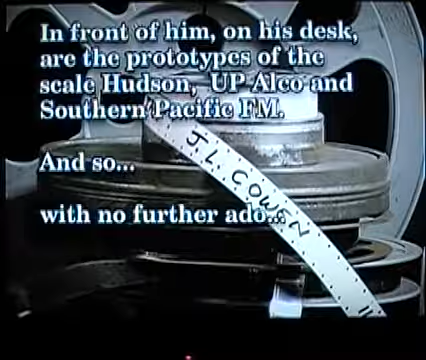 In front of him, on his desk,
are the prototypes of the
scale Hudson, UP Alco and
Southern Pacific FM.
And so...
with no further ado...
J.L. COWEN